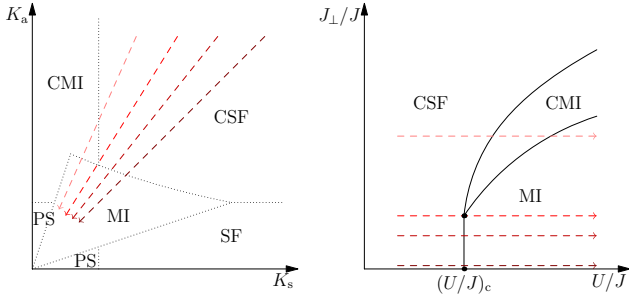 K_a
CMI
CSF
PS
MI
SF
PS
K_s
J_⊥/J
CSF
CMI
MI
(U/J)_c
U/J